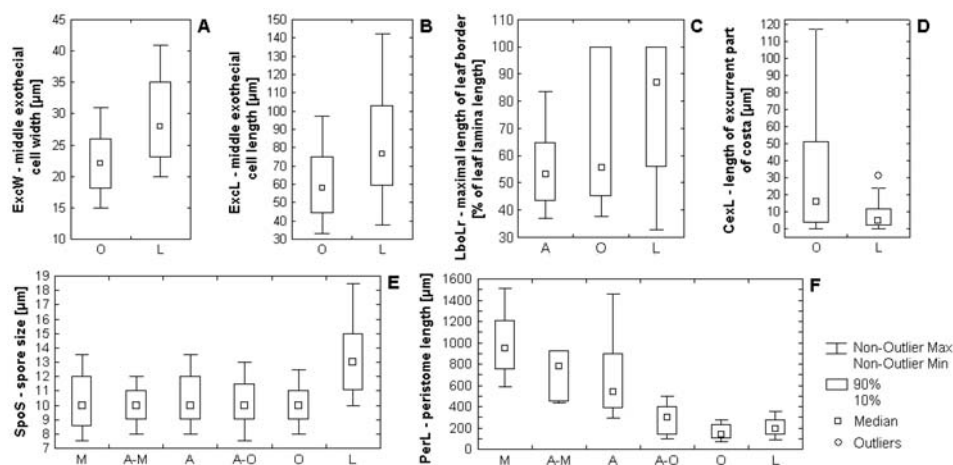 A
ExcW - middle exothecial
cell width [µm]
45
40
35
30
25
20
15
10
O L
B
ExcL - middle exothecial
cell length [µm]
150
140
130
120
110
100
90
80
70
60
50
40
30
O L
C
LboLr - maximal length of leaf border
[% of leaf lamina length]
110
100
90
80
70
60
50
40
30
A O L
D
CexL - length of excurrent part
of costa [µm]
120
110
100
90
80
70
60
50
40
30
20
10
0
O L
E
SpoS - spore size [µm]
19
18
17
16
15
14
13
12
11
10
9
8
7
M A-M A A-O O L
F
PerL - peristome length [µm]
1600
1400
1200
1000
800
600
400
200
0
M A-M A A-O O L
Non-Outlier Max
Non-Outlier Min
90%
10%
Median
Outliers